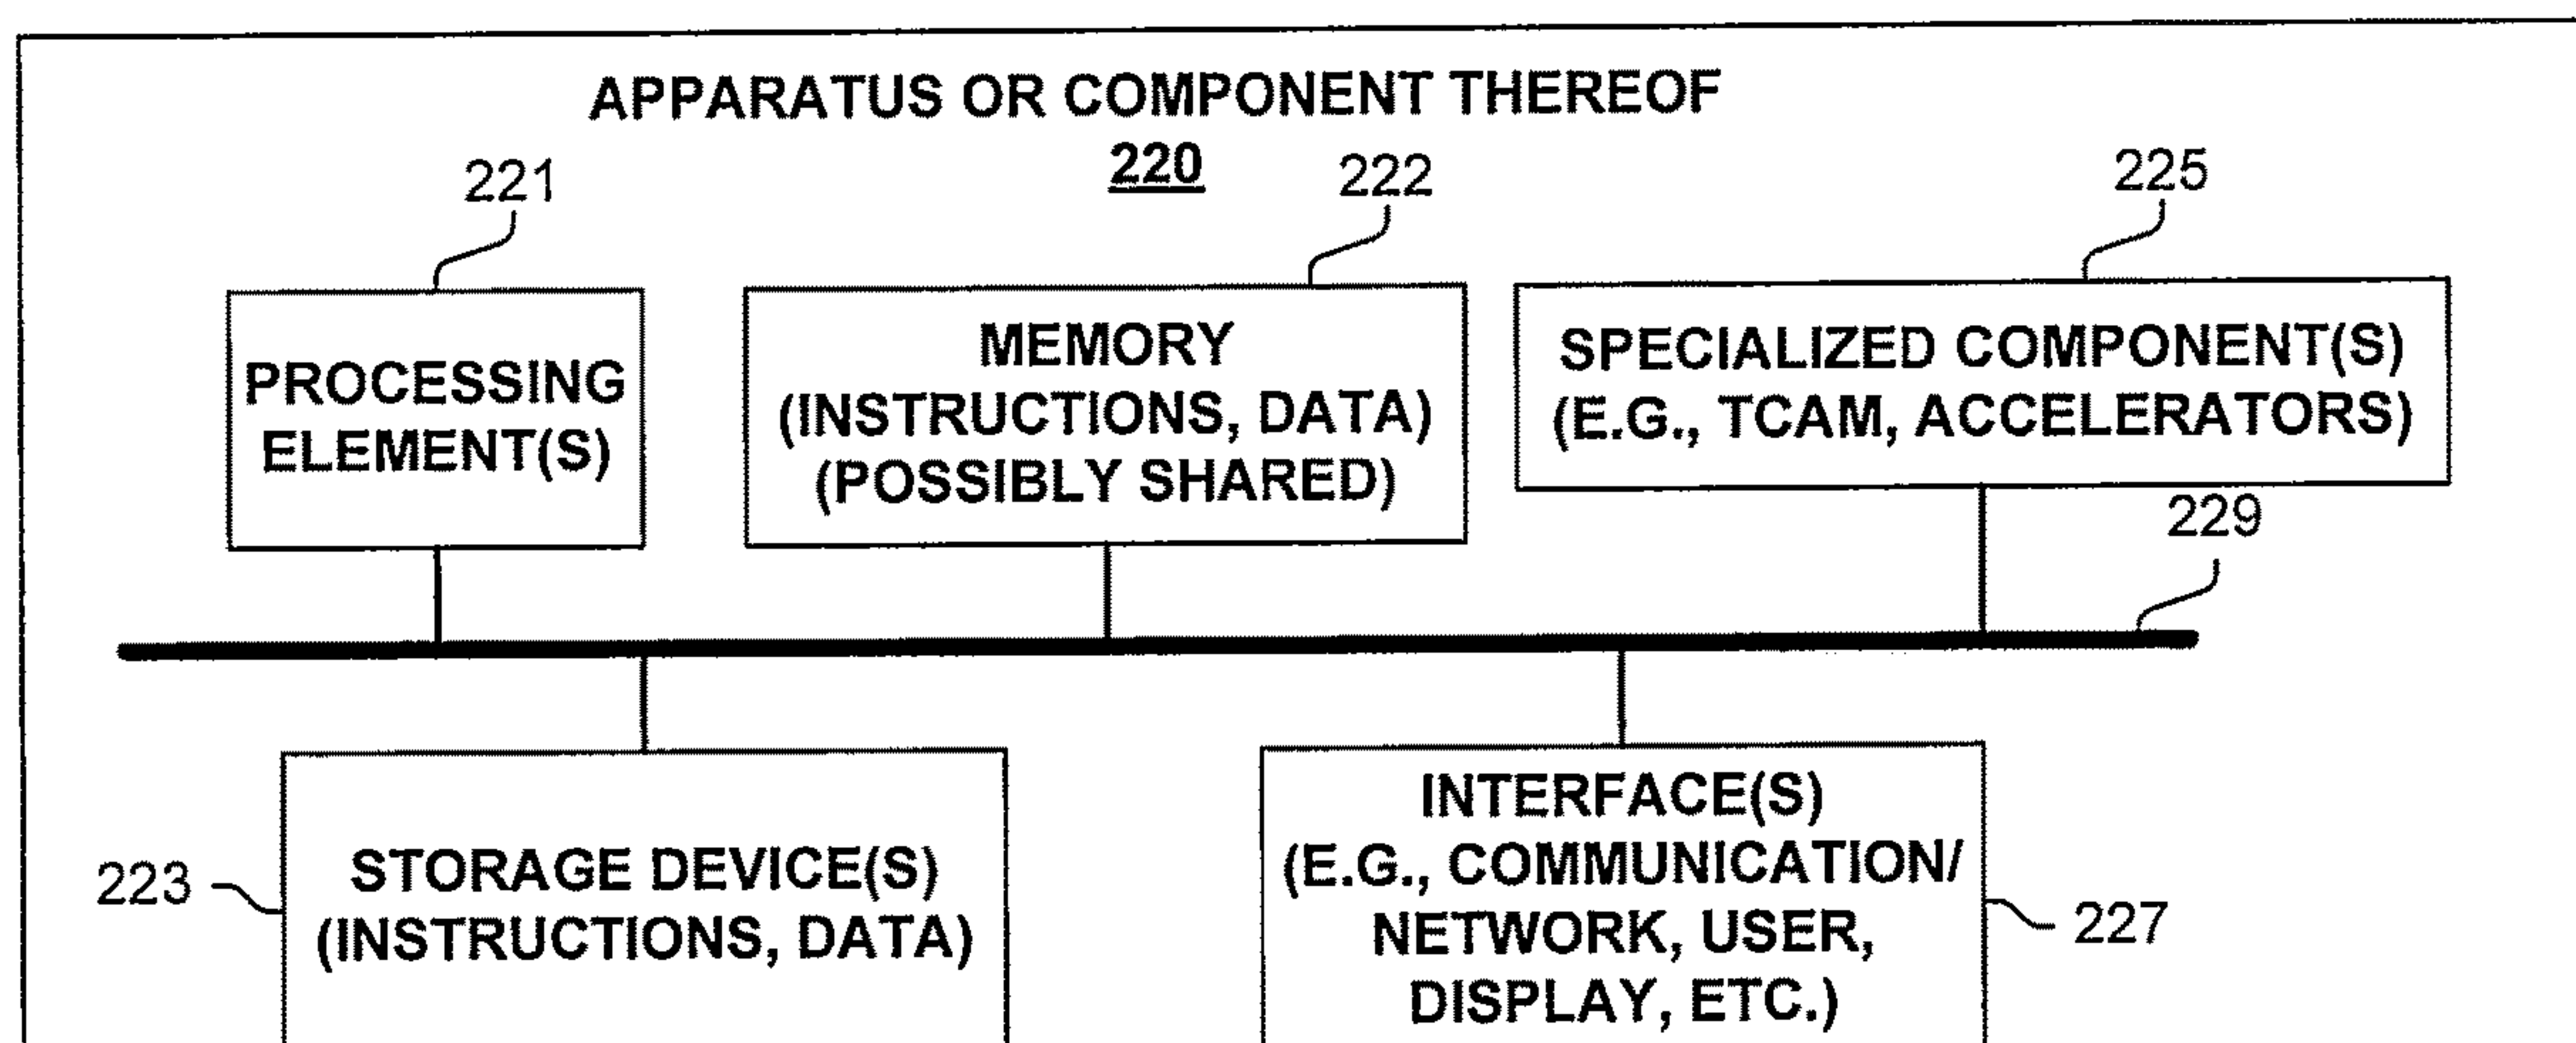 APPARATUS OR COMPONENT THEREOF
220
221
222
225
PROCESSING
ELEMENT(S)
MEMORY
(INSTRUCTIONS, DATA)
(POSSIBLY SHARED)
SPECIALIZED COMPONENT(S)
(E.G., TCAM, ACCELERATORS)
229
223
STORAGE DEVICE(S)
(INSTRUCTIONS, DATA)
INTERFACE(S)
(E.G., COMMUNICATION/
NETWORK, USER,
DISPLAY, ETC.)
227